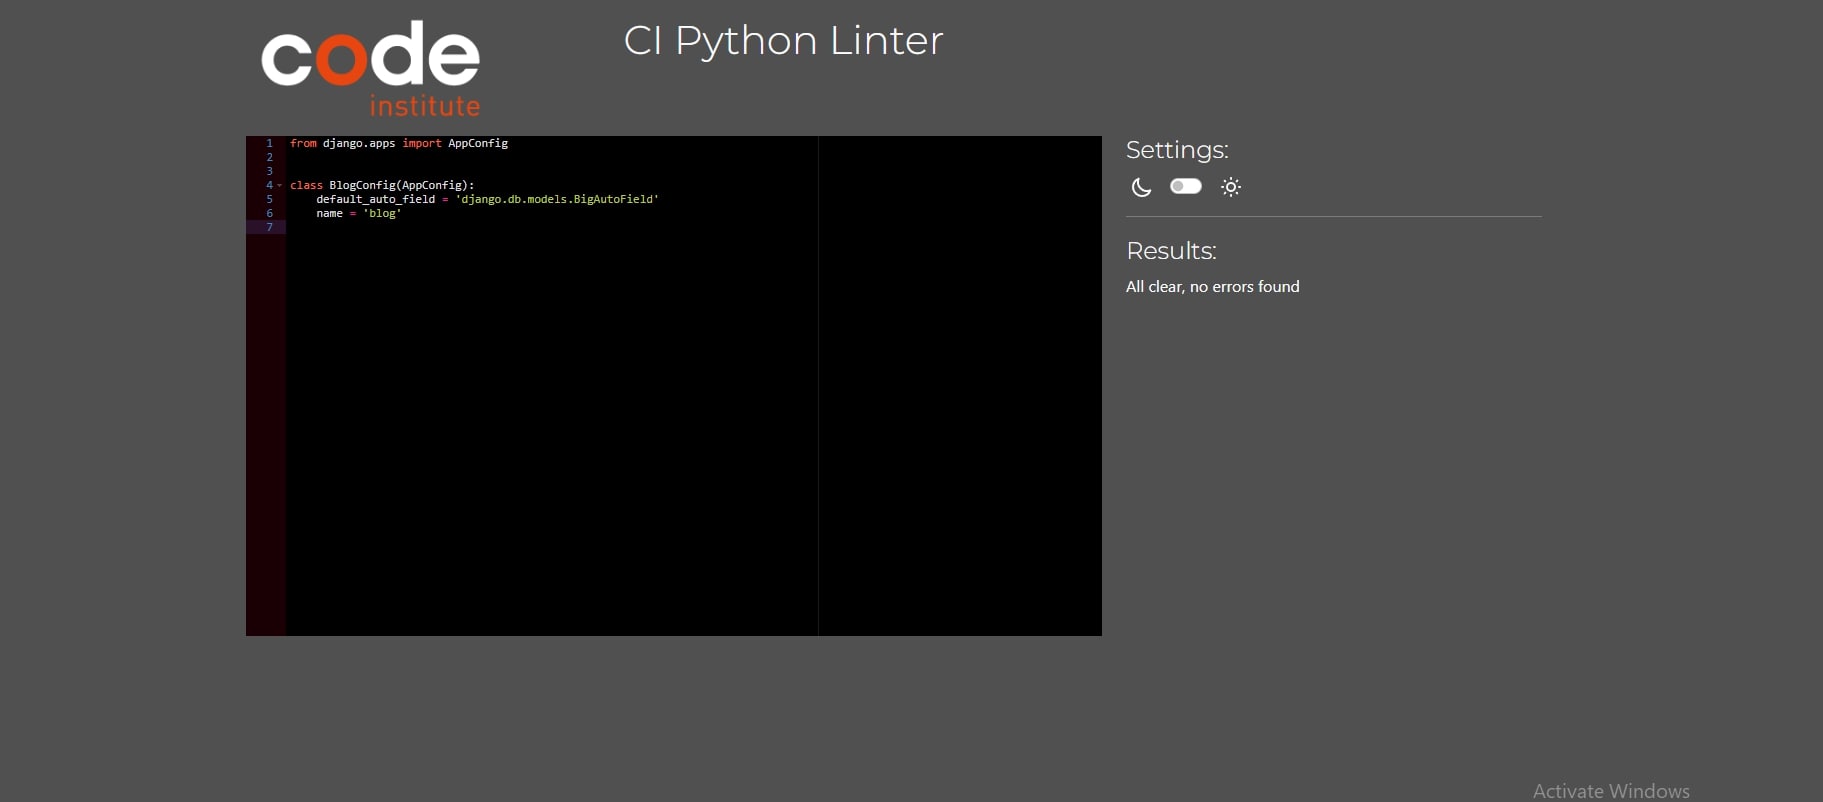 code
institute
CI Python Linter
1 from django.apps import AppConfig
2
3
4 class BlogConfig(AppConfig):
5     default_auto_field = 'django.db.models.BigAutoField'
6     name = 'blog'
7
Settings:
Results:
All clear, no errors found
Activate Windows